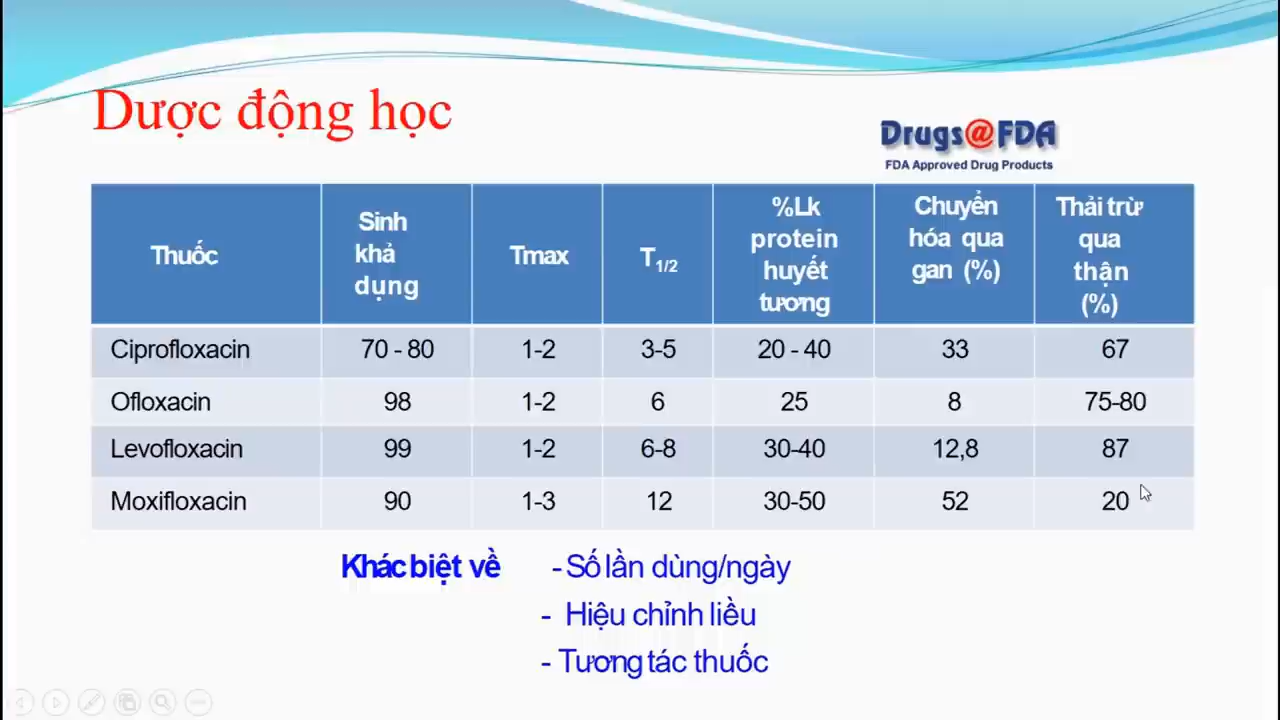 Dược động học
Drugs@FDA
FDA Approved Drug Products
Thuốc
Sinh
khả
dụng
Tmax
T1/2
%Lk
protein
huyết
tương
Chuyển
hóa qua
gan (%)
Thải trừ
qua
thận
(%)
Ciprofloxacin 70 - 80 1-2 3-5 20 - 40 33 67
Ofloxacin 98 1-2 6 25 8 75-80
Levofloxacin 99 1-2 6-8 30-40 12,8 87
Moxifloxacin 90 1-3 12 30-50 52 20
Khác biệt về - Số lần dùng/ngày
- Hiệu chỉnh liều
- Tương tác thuốc